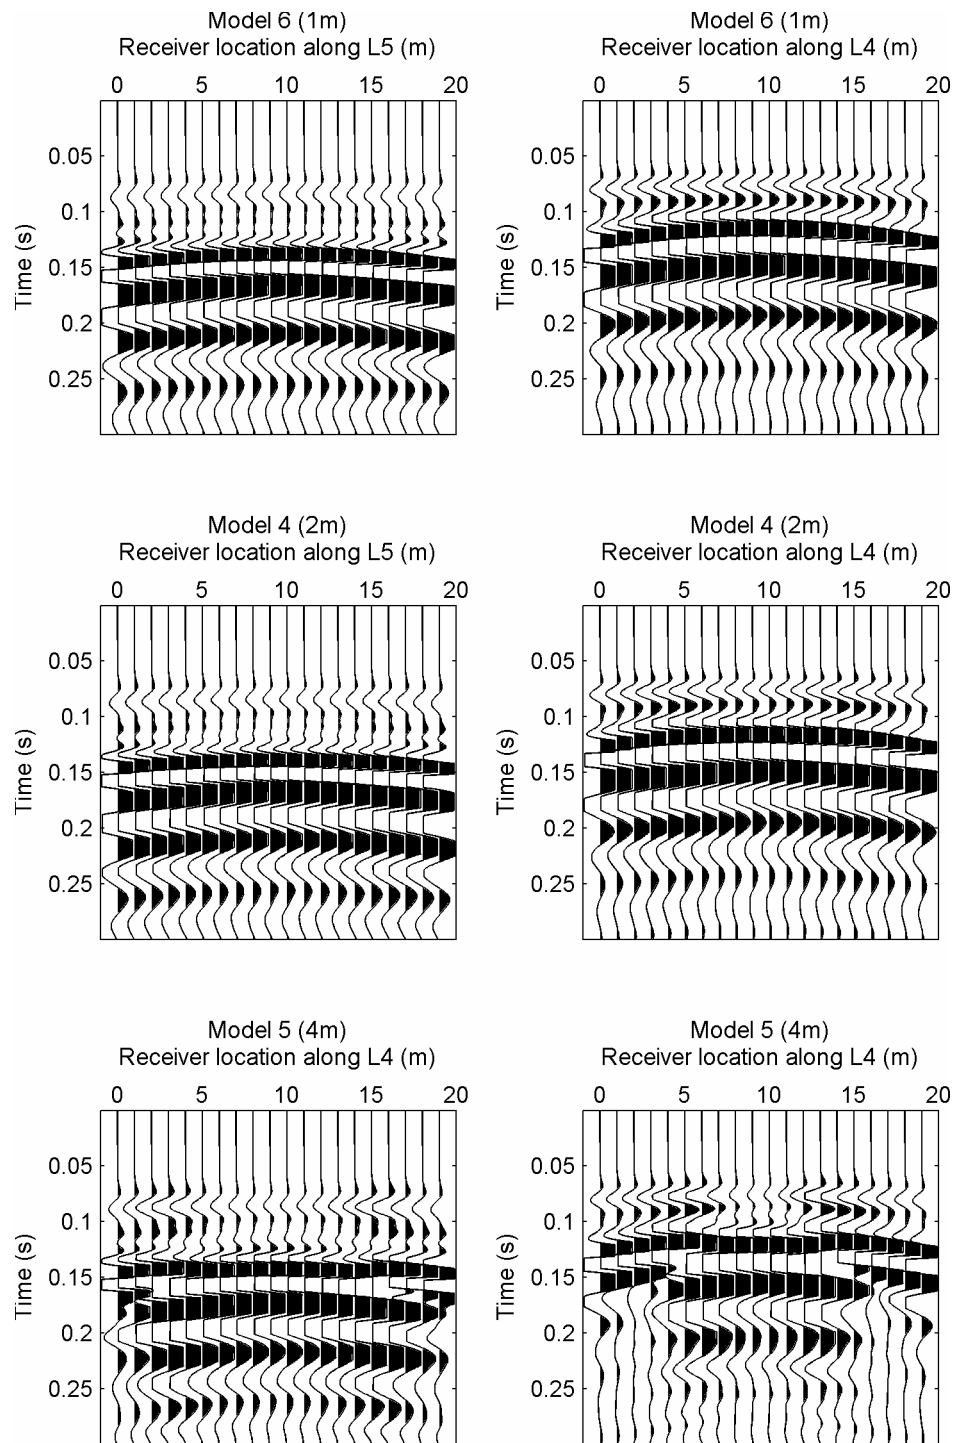 Model 6 (1m)
Receiver location along L5 (m)
0 5 10 15 20
0.05
0.1
0.15
0.2
0.25
Time (s)
Model 6 (1m)
Receiver location along L4 (m)
0 5 10 15 20
0.05
0.1
0.15
0.2
0.25
Time (s)
Model 4 (2m)
Receiver location along L5 (m)
0 5 10 15 20
0.05
0.1
0.15
0.2
0.25
Time (s)
Model 4 (2m)
Receiver location along L4 (m)
0 5 10 15 20
0.05
0.1
0.15
0.2
0.25
Time (s)
Model 5 (4m)
Receiver location along L4 (m)
0 5 10 15 20
0.05
0.1
0.15
0.2
0.25
Time (s)
Model 5 (4m)
Receiver location along L4 (m)
0 5 10 15 20
0.05
0.1
0.15
0.2
0.25
Time (s)